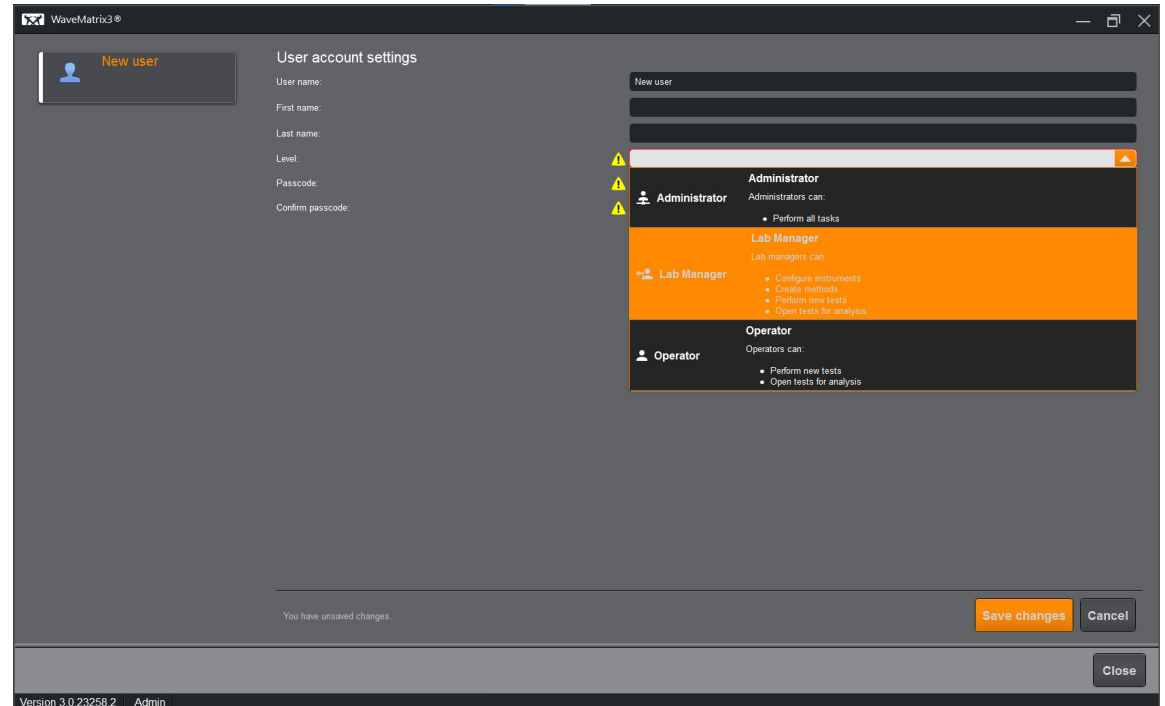 WaveMatrix3®
New user
User account settings
User name:
New user
First name:
Last name:
Level:
Passcode:
Confirm passcode:
Administrator
Administrator
Administrators can:
• Perform all tasks
Lab Manager
Lab Manager
Lab managers can:
• Configure instruments
• Create methods
• Perform new tests
• Open tests for analysis
Operator
Operator
Operators can:
• Perform new tests
• Open tests for analysis
You have unsaved changes.
Save changes
Cancel
Close
Version 3.0.23258.2 Admin